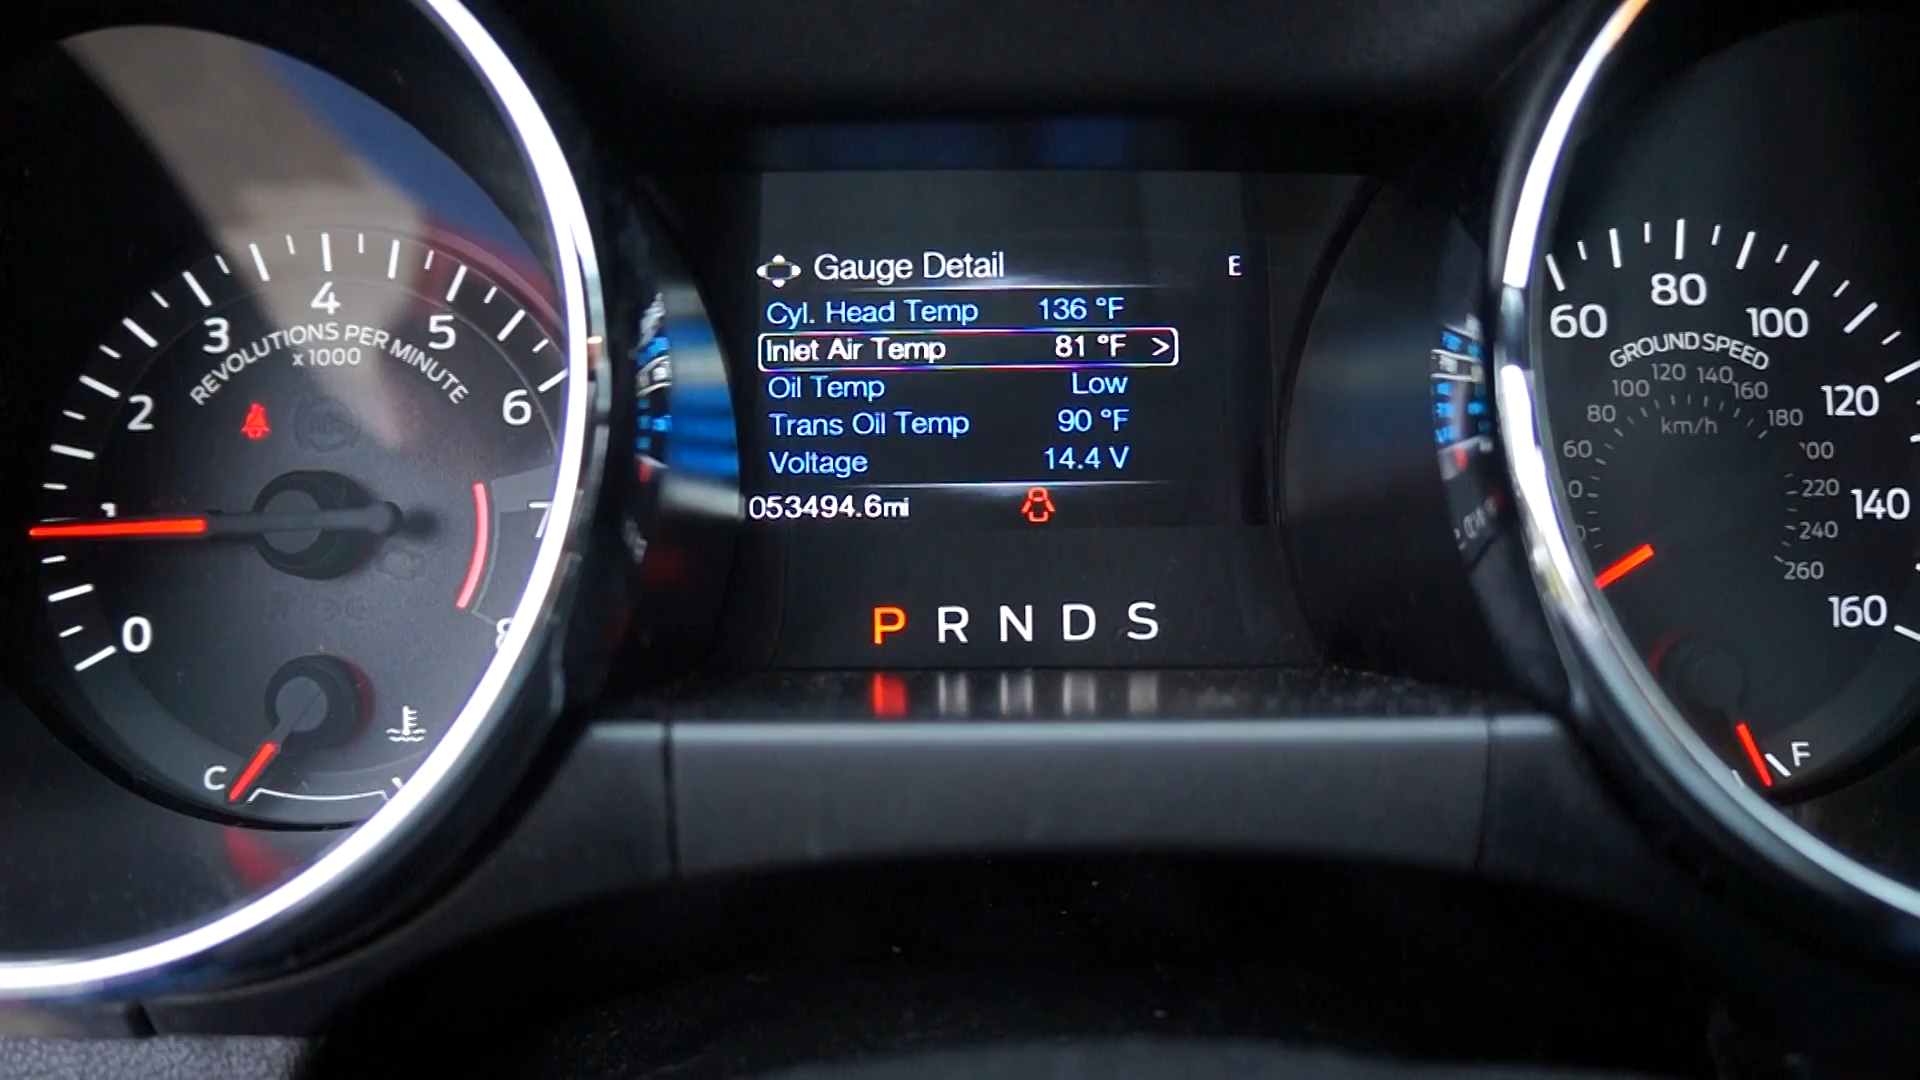 Gauge Detail E
Cyl. Head Temp 136 °F
Inlet Air Temp 81 °F >
Oil Temp Low
Trans Oil Temp 90 °F
Voltage 14.4 V
053494.6mi
P R N D S
0 1 2 3 4 5 6 7 8
REVOLUTIONS PER MINUTE
x1000
C
60 80 100 120 140 160
GROUND SPEED
60 80 100 120 140 160 180 220 240 260
km/h
F